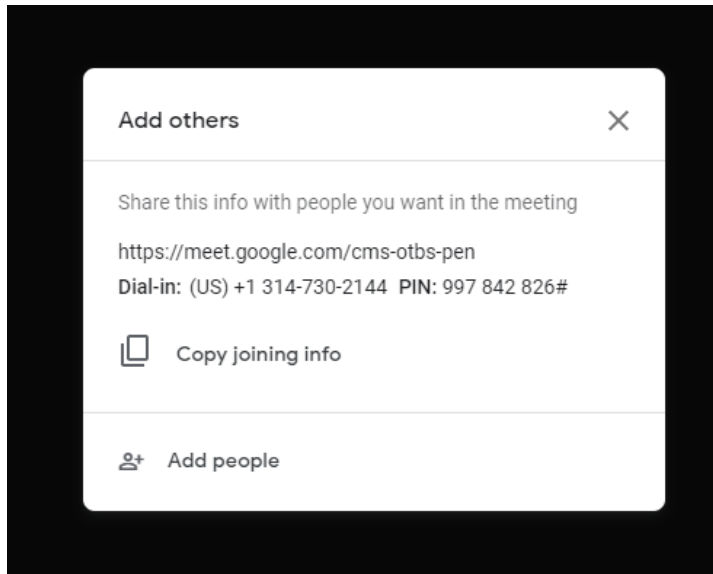 Add others
Share this info with people you want in the meeting
https://meet.google.com/cms-otbs-pen
Dial-in: (US) +1 314-730-2144 PIN: 997 842 826#
Copy joining info
Add people